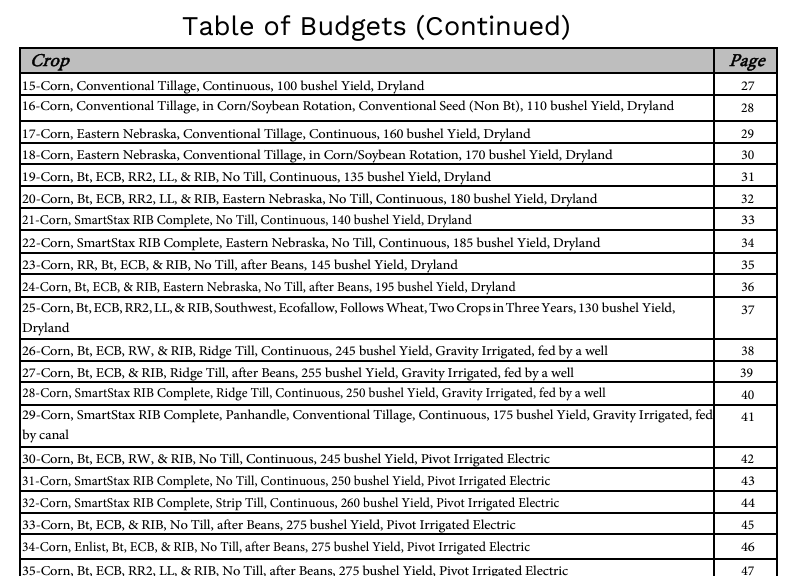 Table of Budgets (Continued)
Crop Page
15-Corn, Conventional Tillage, Continuous, 100 bushel Yield, Dryland 27
16-Corn, Conventional Tillage, in Corn/Soybean Rotation, Conventional Seed (Non Bt), 110 bushel Yield, Dryland 28
17-Corn, Eastern Nebraska, Conventional Tillage, Continuous, 160 bushel Yield, Dryland 29
18-Corn, Eastern Nebraska, Conventional Tillage, in Corn/Soybean Rotation, 170 bushel Yield, Dryland 30
19-Corn, Bt, ECB, RR2, LL, & RIB, No Till, Continuous, 135 bushel Yield, Dryland 31
20-Corn, Bt, ECB, RR2, LL, & RIB, Eastern Nebraska, No Till, Continuous, 180 bushel Yield, Dryland 32
21-Corn, SmartStax RIB Complete, No Till, Continuous, 140 bushel Yield, Dryland 33
22-Corn, SmartStax RIB Complete, Eastern Nebraska, No Till, Continuous, 185 bushel Yield, Dryland 34
23-Corn, RR, Bt, ECB, & RIB, No Till, after Beans, 145 bushel Yield, Dryland 35
24-Corn, Bt, ECB, & RIB, Eastern Nebraska, No Till, after Beans, 195 bushel Yield, Dryland 36
25-Corn, Bt, ECB, RR2, LL, & RIB, Southwest, Ecofallow, Follows Wheat, Two Crops in Three Years, 130 bushel Yield, 37
Dryland
26-Corn, Bt, ECB, RW, & RIB, Ridge Till, Continuous, 245 bushel Yield, Gravity Irrigated, fed by a well 38
27-Corn, Bt, ECB, & RIB, Ridge Till, after Beans, 255 bushel Yield, Gravity Irrigated, fed by a well 39
28-Corn, SmartStax RIB Complete, Ridge Till, Continuous, 250 bushel Yield, Gravity Irrigated, fed by a well 40
29-Corn, SmartStax RIB Complete, Panhandle, Conventional Tillage, Continuous, 175 bushel Yield, Gravity Irrigated, fed 41
by canal
30-Corn, Bt, ECB, RW, & RIB, No Till, Continuous, 245 bushel Yield, Pivot Irrigated Electric 42
31-Corn, SmartStax RIB Complete, No Till, Continuous, 250 bushel Yield, Pivot Irrigated Electric 43
32-Corn, SmartStax RIB Complete, Strip Till, Continuous, 260 bushel Yield, Pivot Irrigated Electric 44
33-Corn, Bt, ECB, & RIB, No Till, after Beans, 275 bushel Yield, Pivot Irrigated Electric 45
34-Corn, Enlist, Bt, ECB, & RIB, No Till, after Beans, 275 bushel Yield, Pivot Irrigated Electric 46
35-Corn, Bt, ECB, RR2, LL, & RIB, No Till, after Beans, 275 bushel Yield, Pivot Irrigated Electric 47